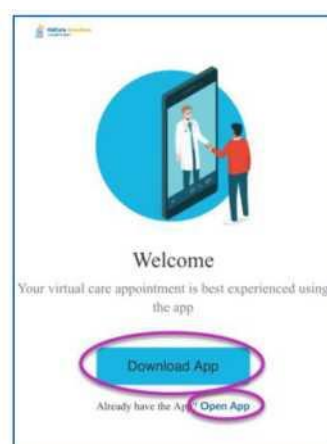 Welcome
Your virtual care appointment is best experienced using
the app
Download App
Already have the App? Open App